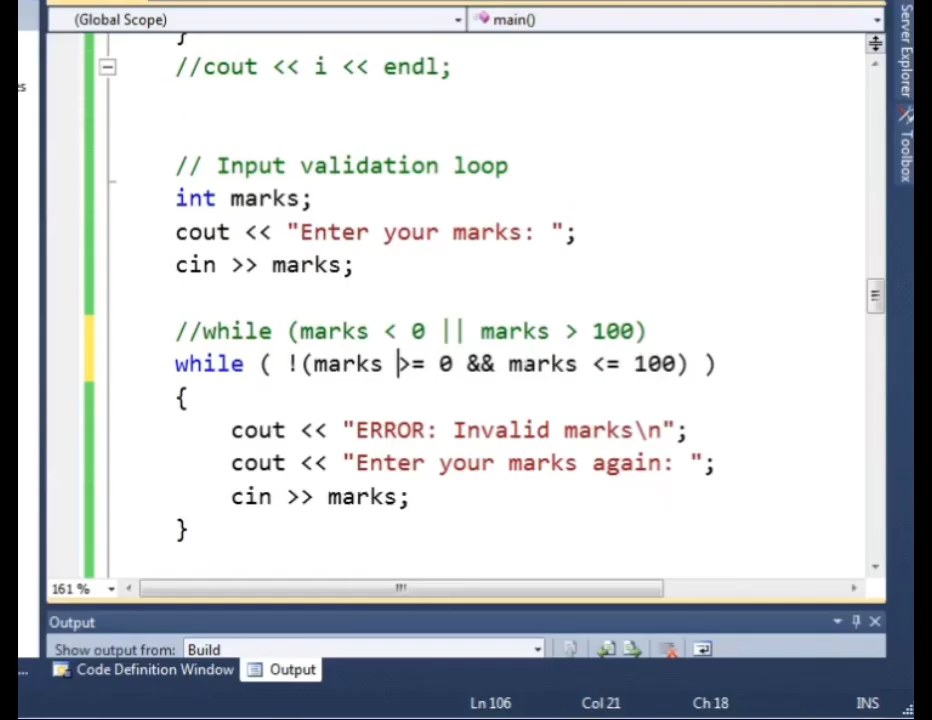 (Global Scope) main()
}
//cout << i << endl;
// Input validation loop
int marks;
cout << "Enter your marks: ";
cin >> marks;
//while (marks < 0 || marks > 100)
while ( !(marks >= 0 && marks <= 100) )
{
cout << "ERROR: Invalid marks\n";
cout << "Enter your marks again: ";
cin >> marks;
}
161 %
Output
Show output from: Build
... Code Definition Window Output
Ln 106 Col 21 Ch 18 INS
Server Explorer
Toolbox